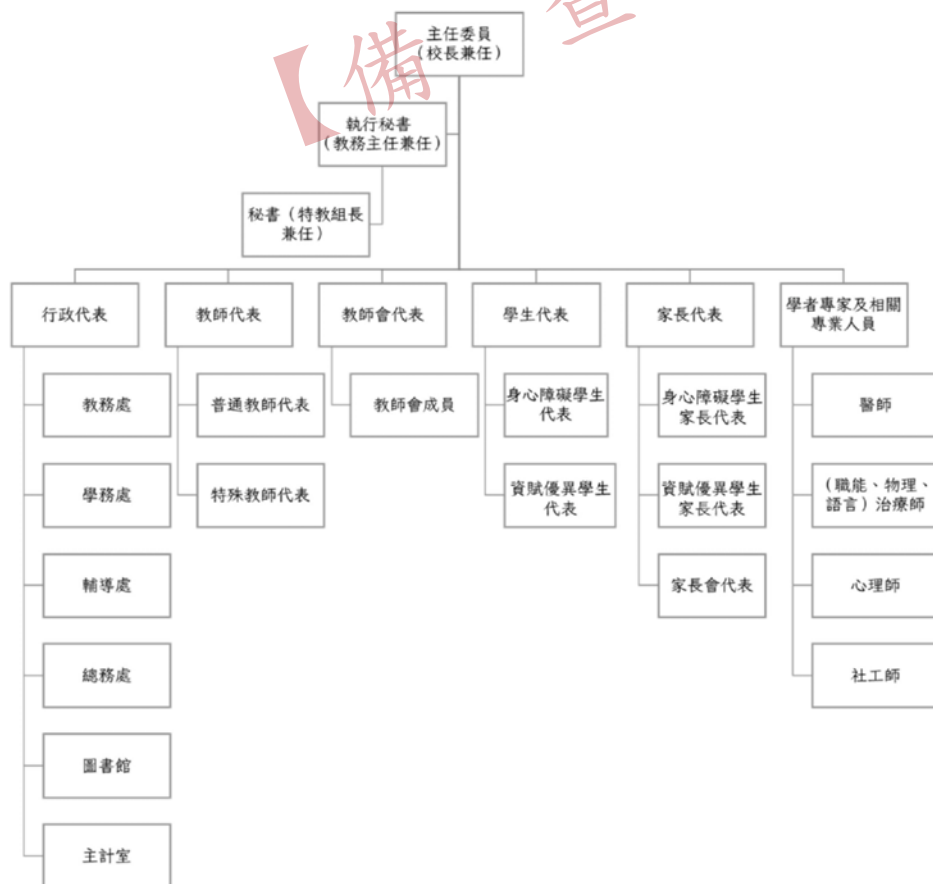 【備 查
主任委員
（校長兼任）
執行秘書
（教務主任兼任）
秘書（特教組長
兼任）
行政代表
教師代表
教師會代表
學生代表
家長代表
學者專家及相關
專業人員
教務處
普通教師代表
教師會成員
身心障礙學生
代表
身心障礙學生
家長代表
醫師
學務處
特殊教師代表
資賦優異學生
代表
資賦優異學生
家長代表
（職能、物理、
語言）治療師
輔導處
家長會代表
心理師
總務處
社工師
圖書館
主計室